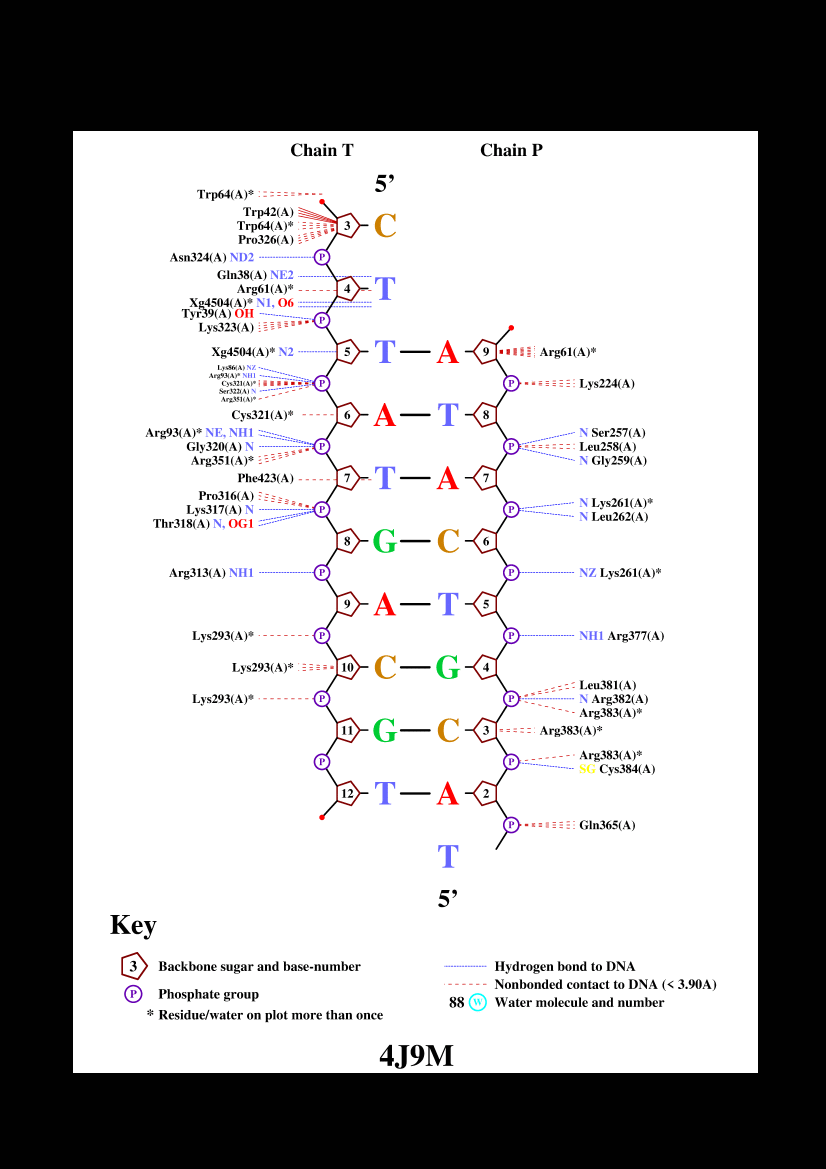 Chain T Chain P
5’
Trp64(A)*
Trp42(A)
Trp64(A)*
Pro326(A)
3 C
Asn324(A) ND2 P
Gln38(A) NE2
Arg61(A)*
4 T
Xg4504(A)* N1, O6
Tyr39(A) OH
Lys323(A)
P
Xg4504(A)* N2 5 T A 9 Arg61(A)*
Lys86(A) NZ
Arg93(A)* NH1
Cys321(A)*
Ser322(A) N
Arg351(A)*
P P Lys224(A)
Cys321(A)* 6 A T 8
Arg93(A)* NE, NH1
Gly320(A) N
Arg351(A)*
P P
N Ser257(A)
Leu258(A)
N Gly259(A)
Phe423(A) 7 T A 7
Pro316(A)
Lys317(A) N
Thr318(A) N, OG1
P P
N Lys261(A)*
N Leu262(A)
8 G C 6
Arg313(A) NH1 P P NZ Lys261(A)*
9 A T 5
Lys293(A)* P P NH1 Arg377(A)
Lys293(A)* 10 C G 4
Lys293(A)* P P
Leu381(A)
N Arg382(A)
Arg383(A)*
11 G C 3 Arg383(A)*
P P
Arg383(A)*
SG Cys384(A)
12 T A 2
P Gln365(A)
T
5’
Key
3 Backbone sugar and base-number
P Phosphate group
* Residue/water on plot more than once
Hydrogen bond to DNA
Nonbonded contact to DNA (< 3.90A)
88 W Water molecule and number
4J9M